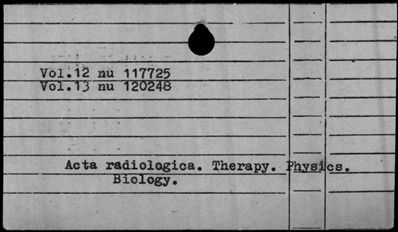 Vol.12 nu 117725
Vol.13 nu 120248
Acta radiologica. Therapy. Physics.
Biology.